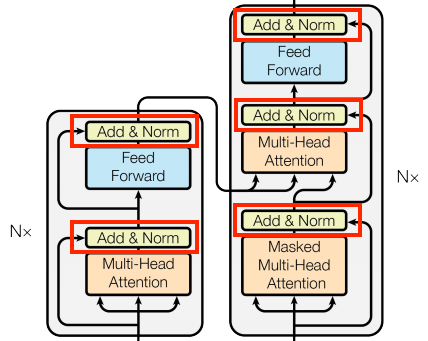 Add & Norm
Feed
Forward
Add & Norm
Multi-Head
Attention
N×
Add & Norm
Feed
Forward
Add & Norm
Multi-Head
Attention
Add & Norm
Masked
Multi-Head
Attention
N×